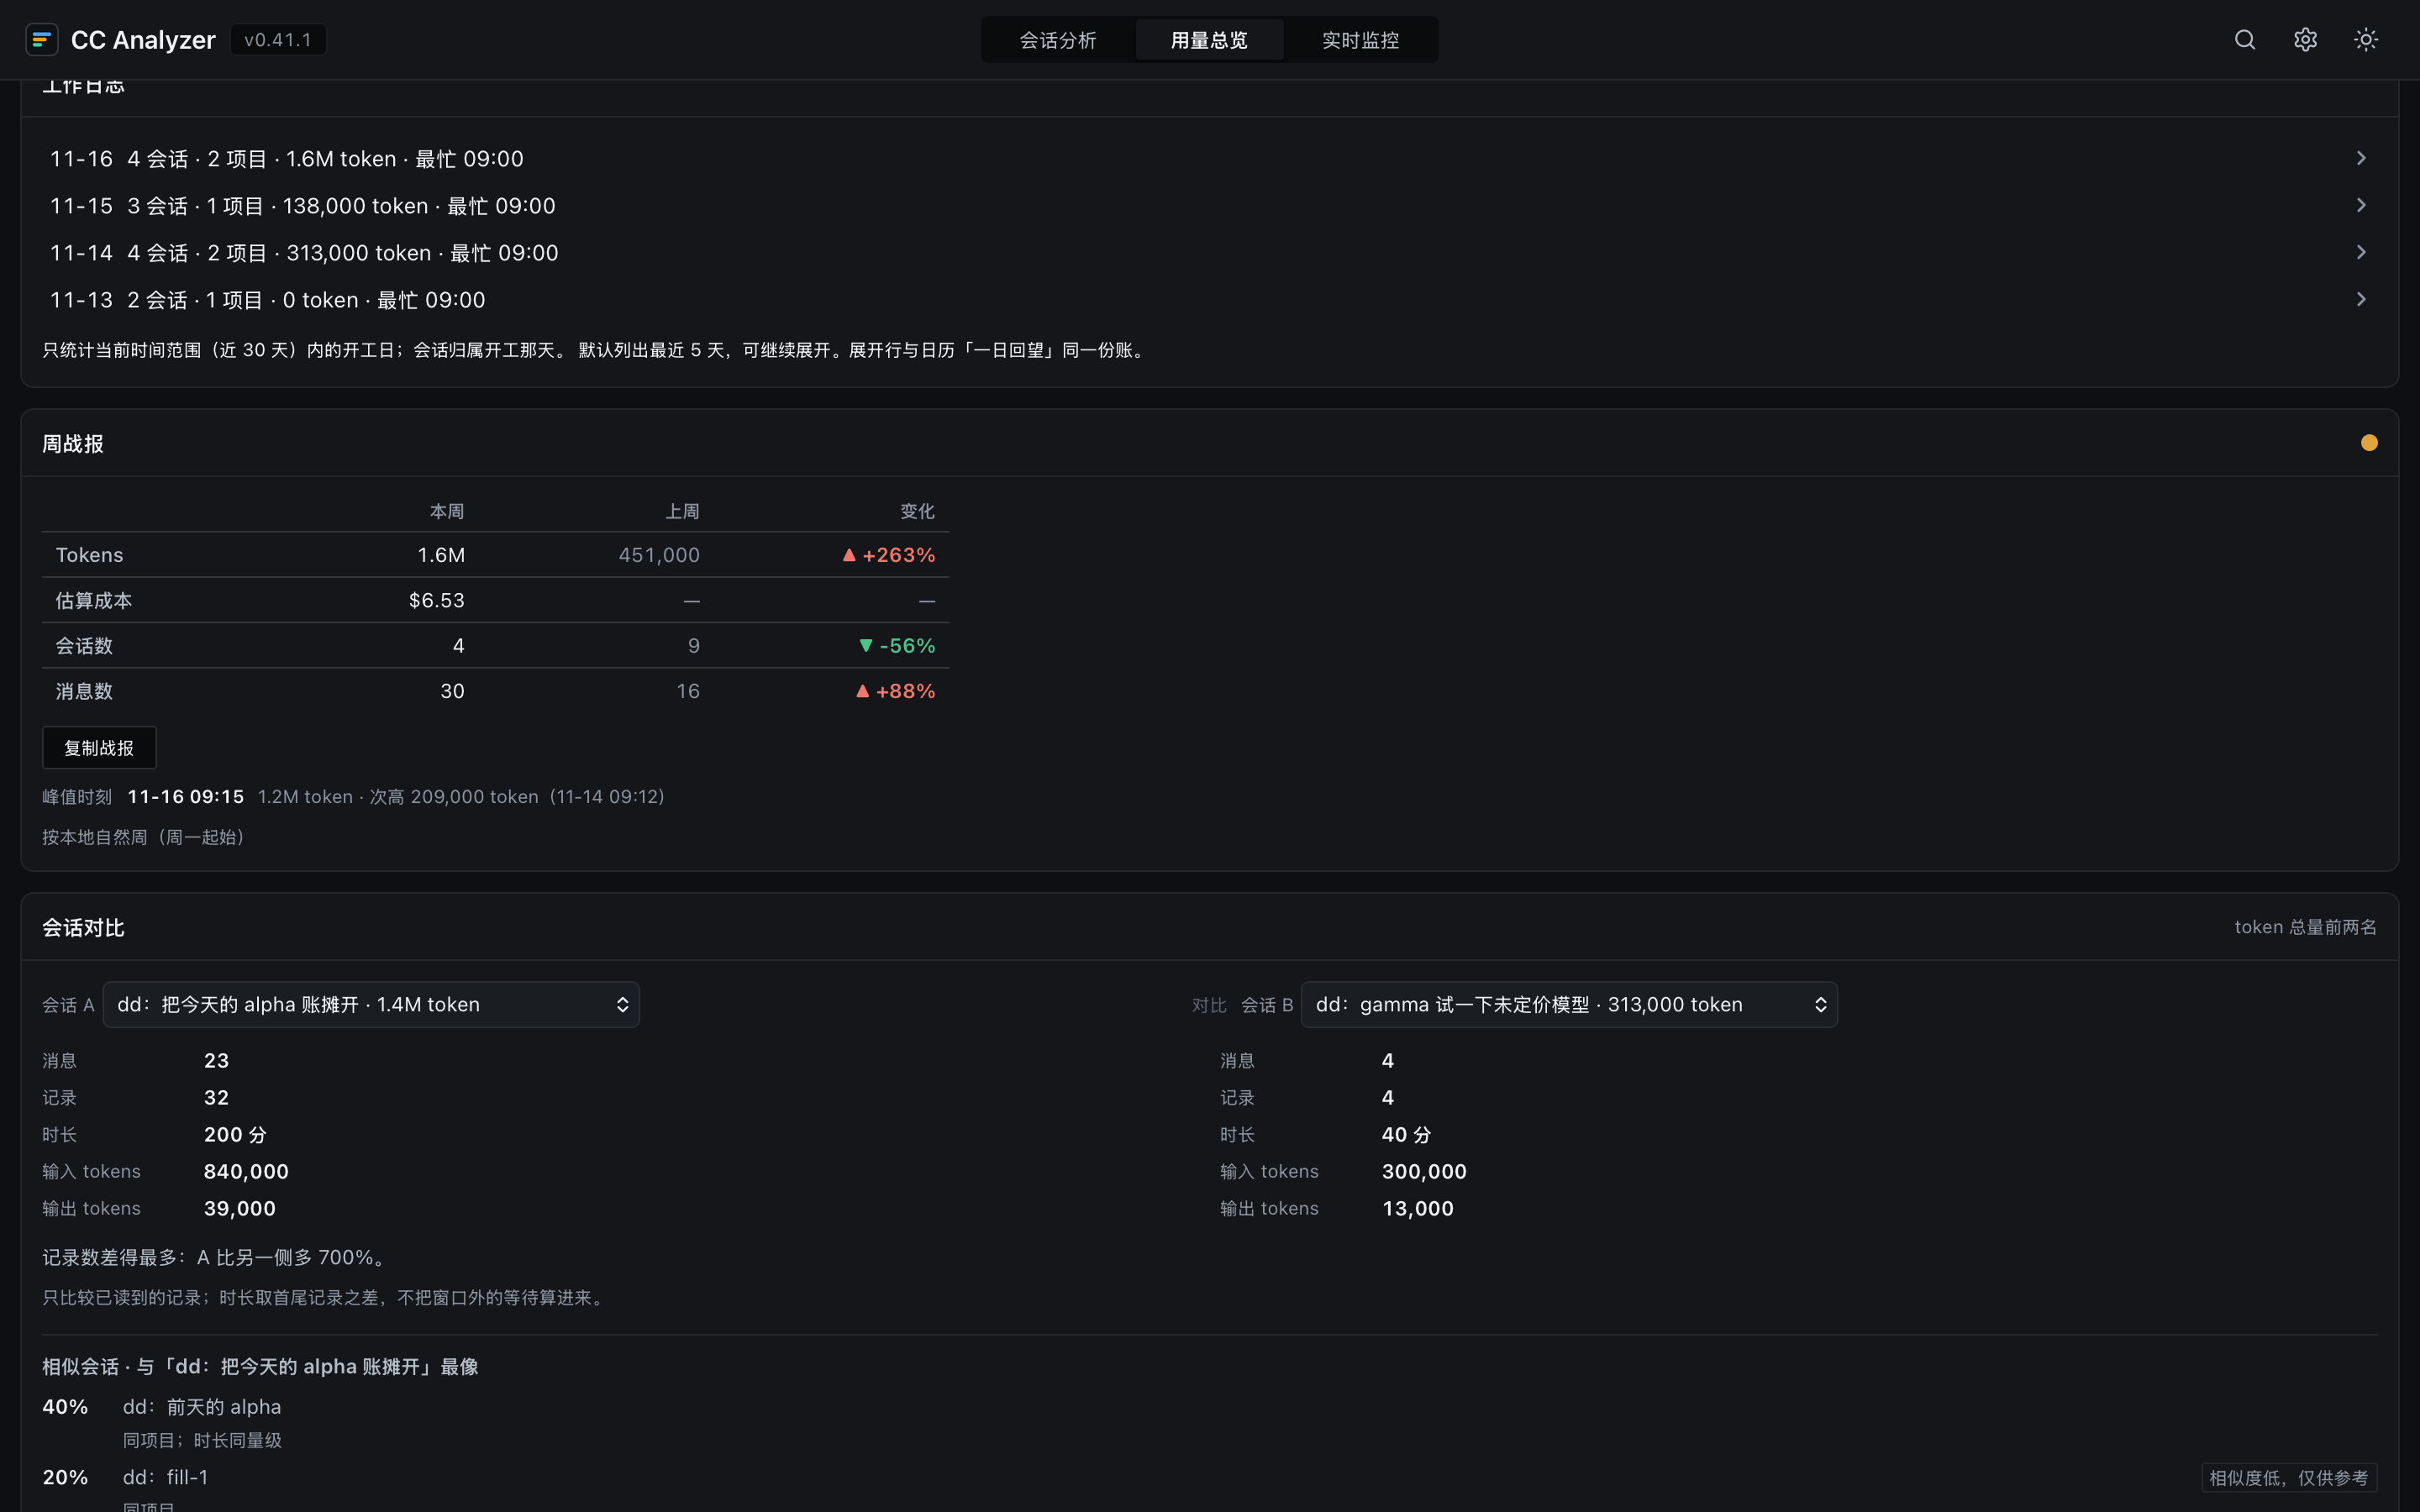 CC Analyzer v0.41.1 会话分析 用量总览 实时监控
工作日志
11-16 4 会话 · 2 项目 · 1.6M token · 最忙 09:00
11-15 3 会话 · 1 项目 · 138,000 token · 最忙 09:00
11-14 4 会话 · 2 项目 · 313,000 token · 最忙 09:00
11-13 2 会话 · 1 项目 · 0 token · 最忙 09:00
只统计当前时间范围（近 30 天）内的开工日；会话归属开工那天。 默认列出最近 5 天，可继续展开。展开行与日历「一日回望」同一份账。
周战报
本周 上周 变化
Tokens 1.6M 451,000 ▲ +263%
估算成本 $6.53 — —
会话数 4 9 ▼ -56%
消息数 30 16 ▲ +88%
复制战报
峰值时刻 11-16 09:15 1.2M token · 次高 209,000 token（11-14 09:12）
按本地自然周（周一起始）
会话对比 token 总量前两名
会话 A dd：把今天的 alpha 账摊开 · 1.4M token 对比 会话 B dd：gamma 试一下未定价模型 · 313,000 token
消息 23 消息 4
记录 32 记录 4
时长 200 分 时长 40 分
输入 tokens 840,000 输入 tokens 300,000
输出 tokens 39,000 输出 tokens 13,000
记录数差得最多：A 比另一侧多 700%。
只比较已读到的记录；时长取首尾记录之差，不把窗口外的等待算进来。
相似会话 · 与「dd：把今天的 alpha 账摊开」最像
40% dd：前天的 alpha
同项目；时长同量级
20% dd：fill-1 相似度低，仅供参考
同项目